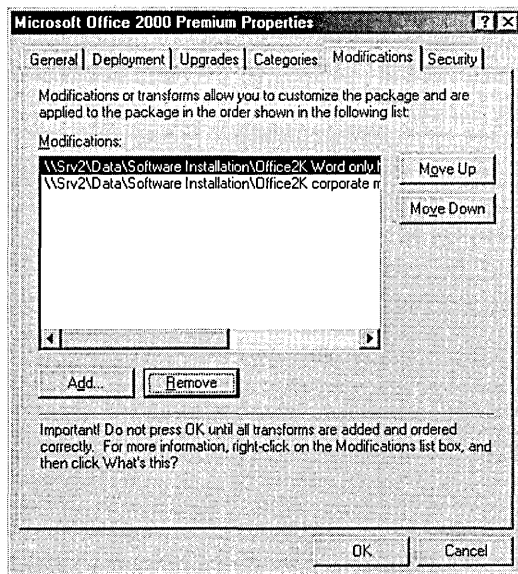 Microsoft Office 2000 Premium Properties
General Deployment Upgrades Categories Modifications Security
Modifications or transforms allow you to customize the package and are
applied to the package in the order shown in the following list:
Modifications:
\\Srv2\Data\Software Installation\Office2K Word only.
\\Srv2\Data\Software Installation\Office2K corporate
Move Up
Move Down
Add...
Remove
Important! Do not press OK until all transforms are added and ordered
correctly. For more information, right-click on the Modifications list box, and
then click What's this?
OK
Cancel